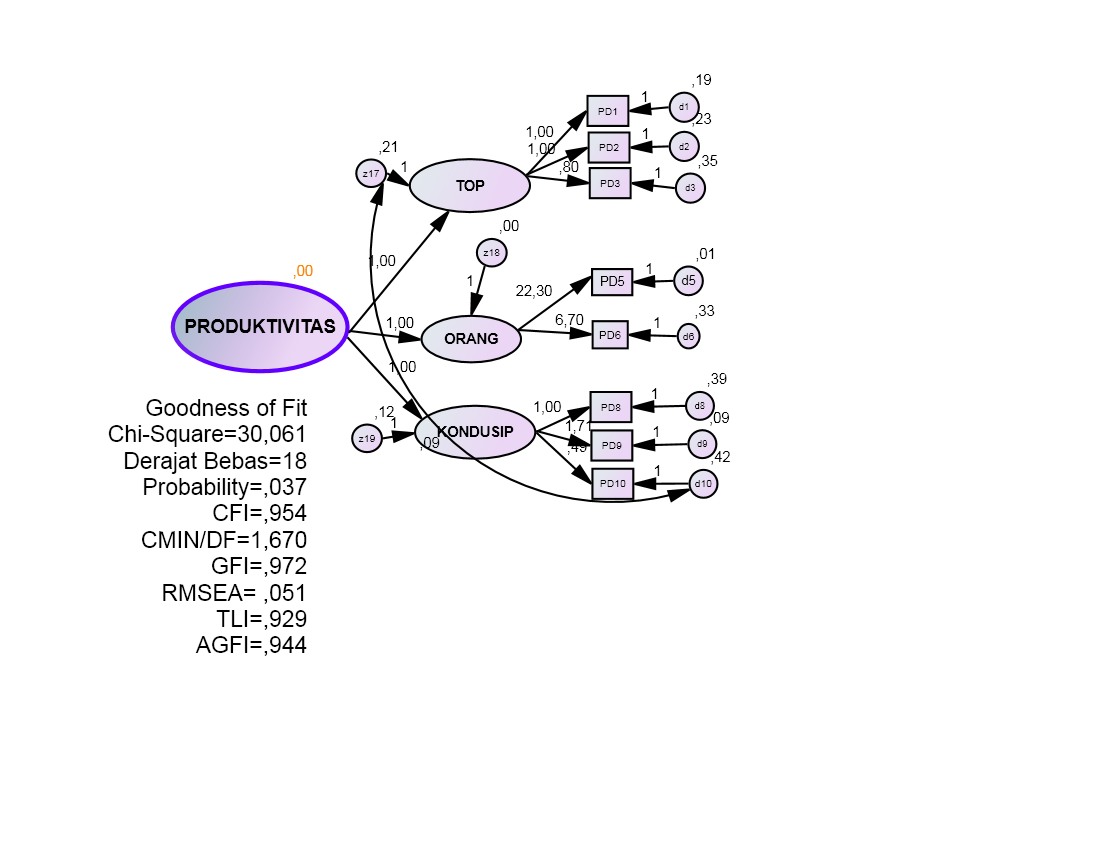 ,19
1
PD1
d1
,23
1,00
1
PD2
d2
1,00
,35
,80
1
PD3
d3
,21
z17
1
TOP
,00
z18
1
1,00
,00
PRODUKTIVITAS
1,00
ORANG
,01
22,30
1
PD5
d5
,33
6,70
1
PD6
d6
1,00
,12
z19
1
KONDUSIP
,09
,39
1,00
1
PD8
d8
,09
1,71
1
PD9
d9
,42
,49
1
PD10
d10
Goodness of Fit
Chi-Square=30,061
Derajat Bebas=18
Probability=,037
CFI=,954
CMIN/DF=1,670
GFI=,972
RMSEA= ,051
TLI=,929
AGFI=,944